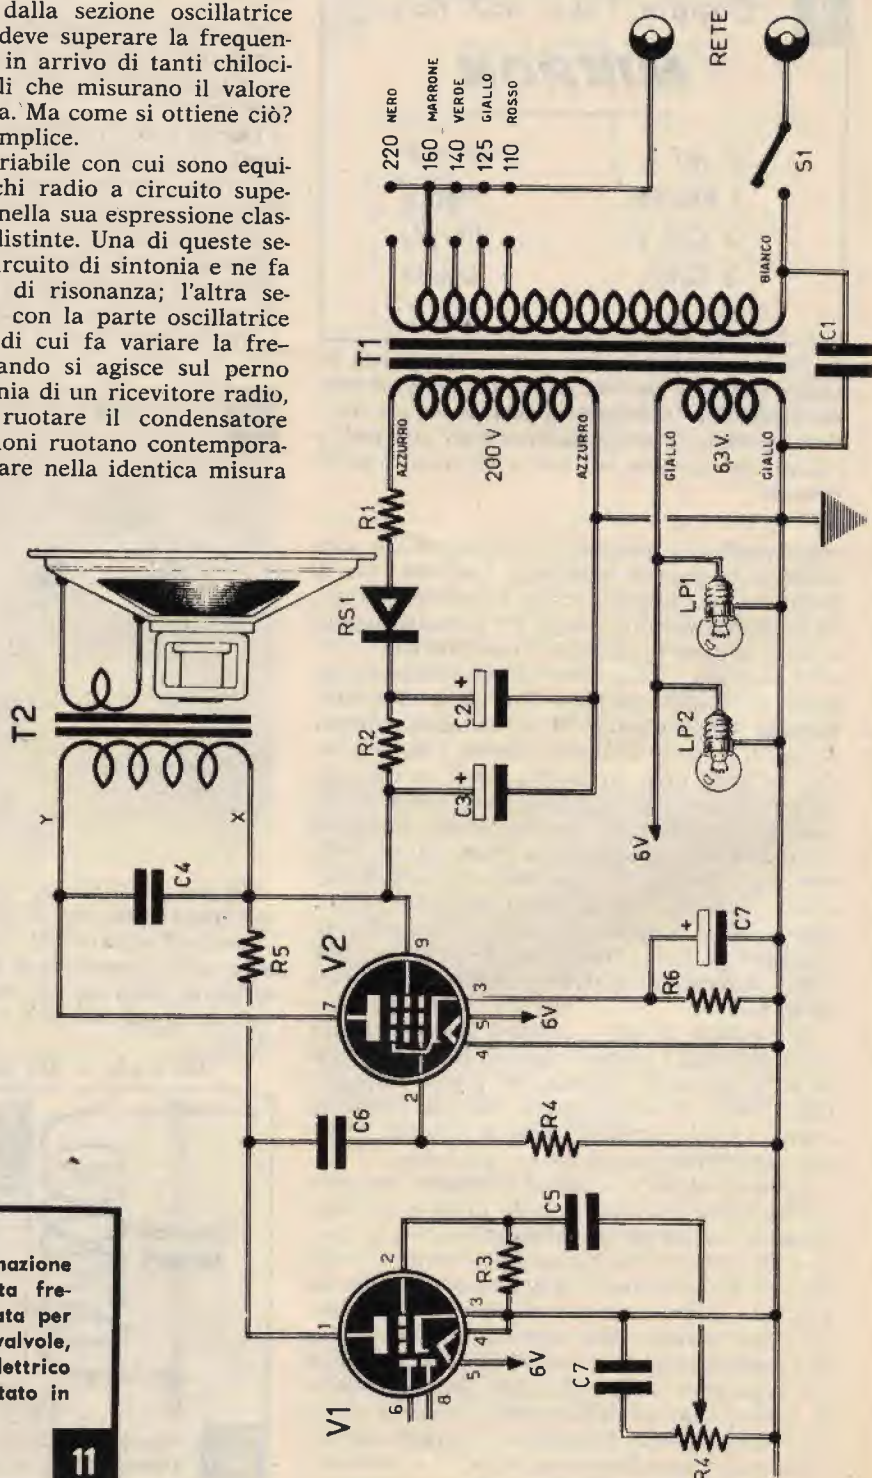 dalla sezione oscillatrice
deve superare la frequen-
in arrivo di tanti chiloci-
li che misurano il valore
a. Ma come si ottiene ciò?
mplice.
riabile con cui sono equi-
chi radio a circuito supe-
nella sua espressione clas-
distinte. Una di queste se-
ircuito di sintonia e ne fa
di risonanza; l'altra se-
con la parte oscillatrice
di cui fa variare la fre-
ando si agisce sul perno
nia di un ricevitore radio,
ruotare il condensatore
oni ruotano contempora-
are nella identica misura
RETE
220 NERO
160 MARRONE
140 VERDE
125 GIALLO
110 ROSSO
S1
BIANCO
C1
T1
AZZURRO
200 V
AZZURRO
GIALLO
6,3 V.
GIALLO
R1
RS1
R2
C2 +
C3 +
LP1
LP2
6V
T2
Y
X
C4
R5
V2
7
9
2
3
5
4
6V
R6
+
C7
C6
R4
V1
1
2
3
4
5
6
8
6V
R3
C5
C7
R4
nazione
ta fre-
ata per
valvole,
lettrico
tato in
11